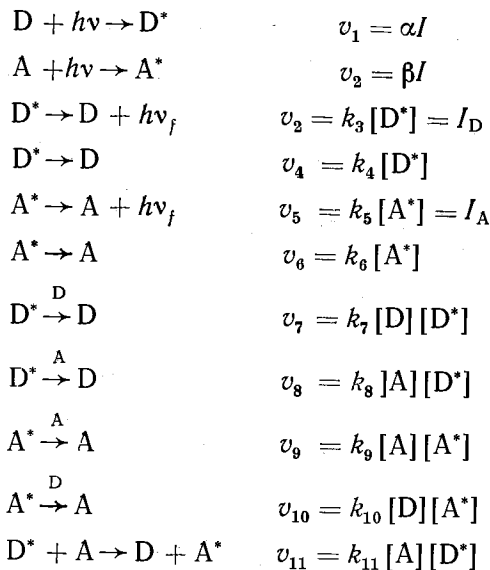 D + hν → D* v₁ = αI
A +hν → A* v₂ = βI
D* → D + hν_f v₂ = k₃[D*] = I_D
D* → D v₄ = k₄[D*]
A* → A + hν_f v₅ = k₅[A*] = I_A
A* → A v₆ = k₆[A*]
D
D* → D v₇ = k₇[D][D*]
A
D* → D v₈ = k₈]A][D*]
A
A* → A v₉ = k₉[A][A*]
D
A* → A v₁₀ = k₁₀[D][A*]
D* + A → D + A* v₁₁ = k₁₁[A][D*]